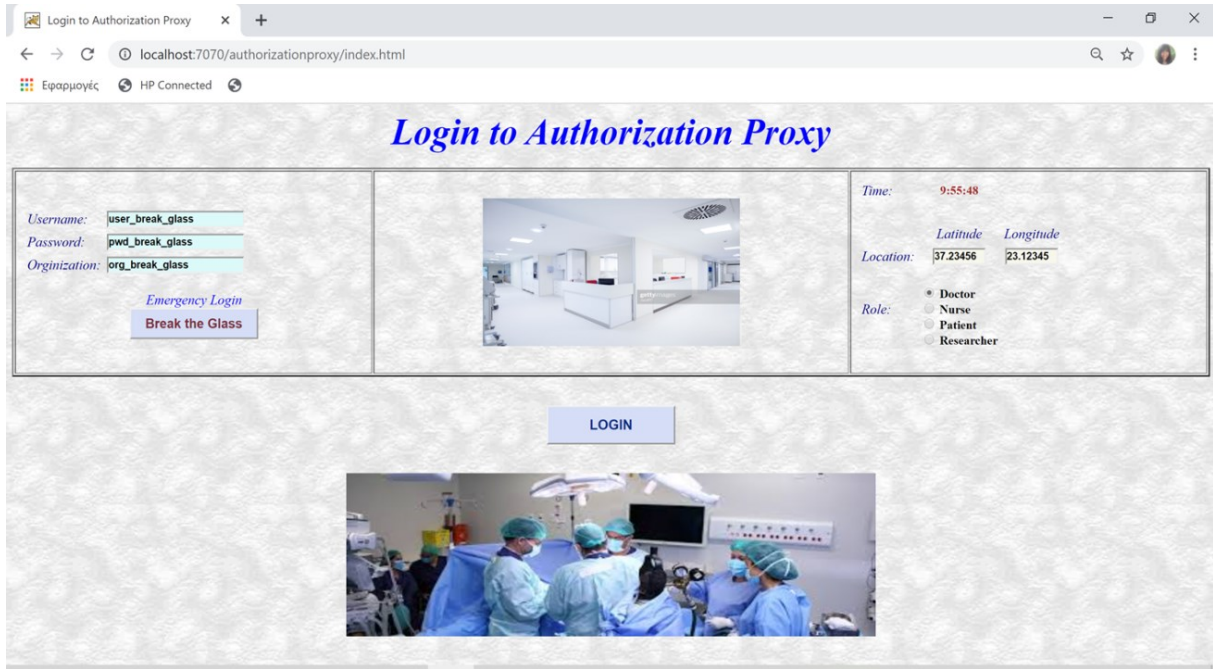 Login to Authorization Proxy
localhost:7070/authorizationproxy/index.html
Εφαρμογές HP Connected
Login to Authorization Proxy
Username: user_break_glass
Password: pwd_break_glass
Orginization: org_break_glass
Emergency Login
Break the Glass
gettyimages
Time: 9:55:48
Latitude Longitude
Location: 37.23456 23.12345
Role:
Doctor
Nurse
Patient
Researcher
LOGIN